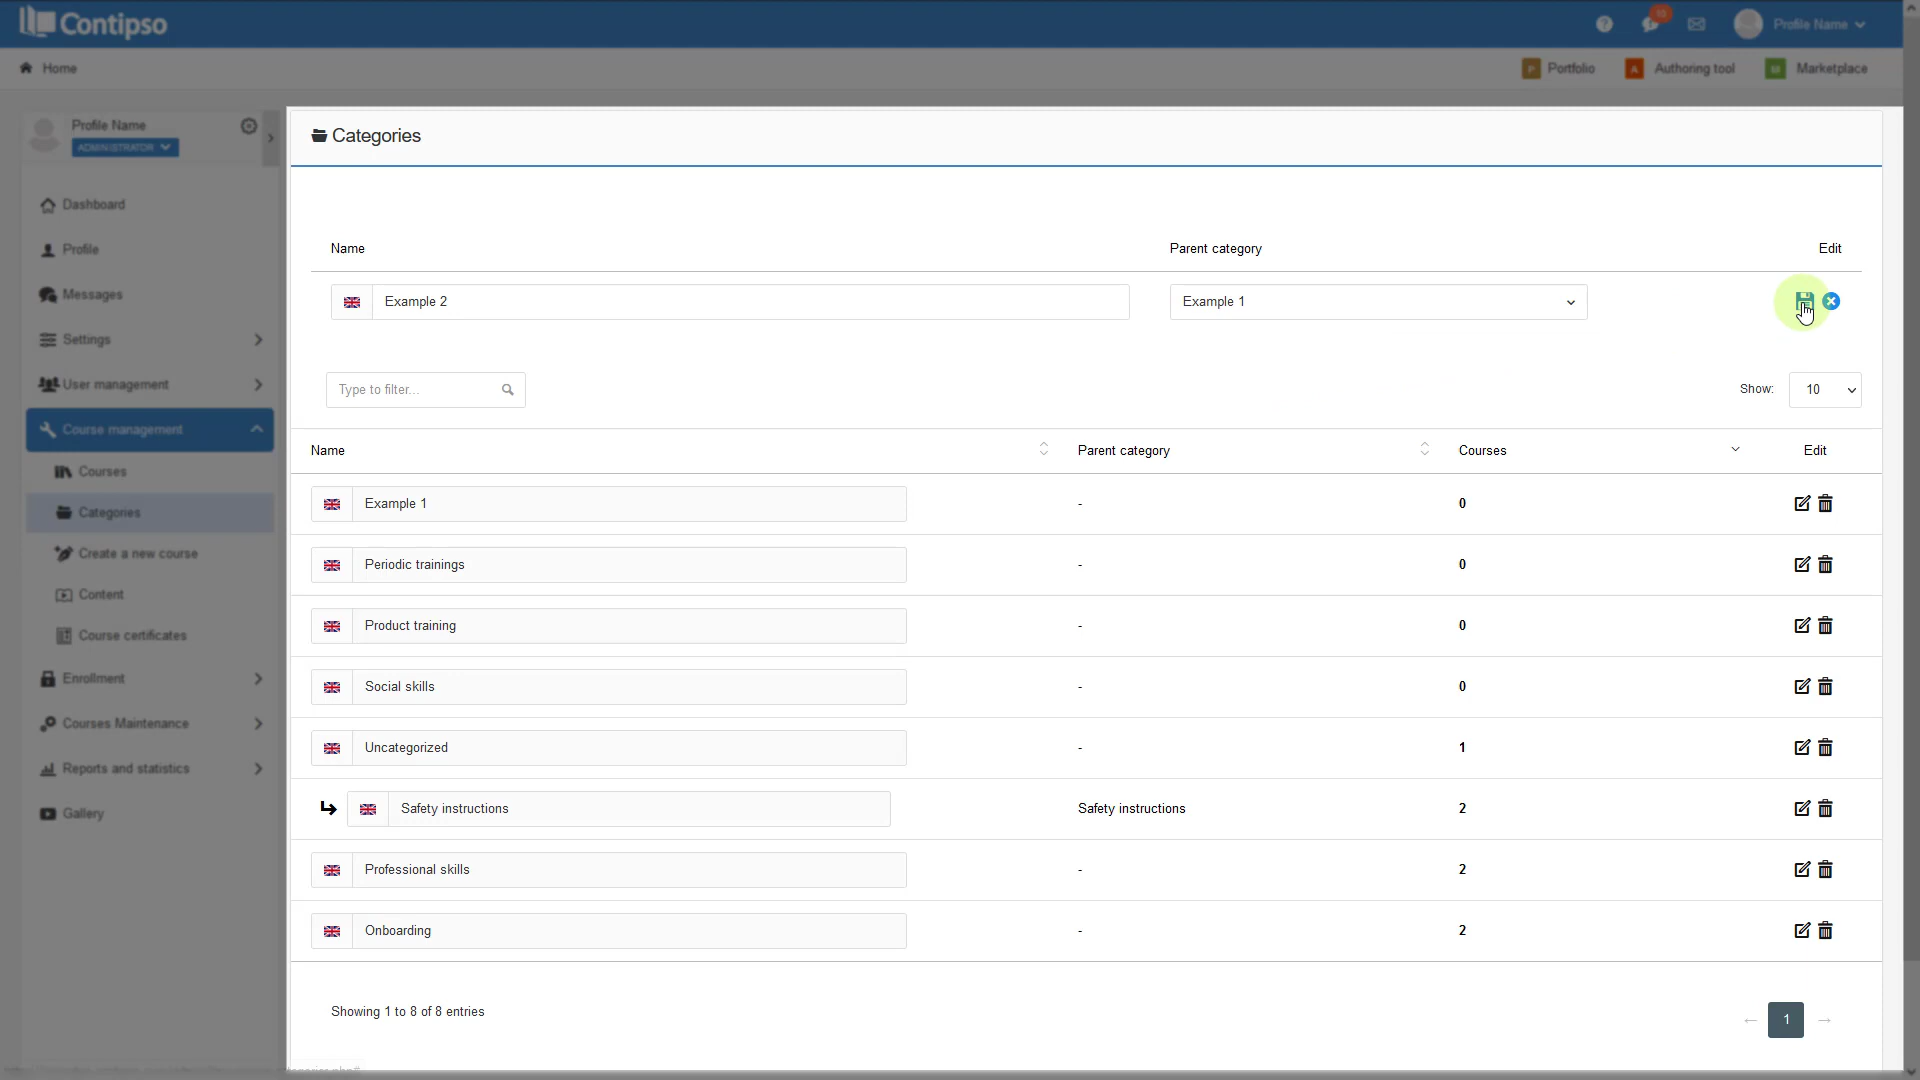 Contipso
10
Profile Name
Home
P Portfolio
A Authoring tool
M Marketplace
Profile Name
ADMINISTRATOR
Dashboard
Profile
Messages
Settings
User management
Course management
Courses
Categories
Create a new course
Content
Course certificates
Enrollment
Courses Maintenance
Reports and statistics
Gallery
Categories
Name Parent category Edit
Example 2 Example 1
Type to filter... Show: 10
Name Parent category Courses Edit
Example 1 - 0
Periodic trainings - 0
Product training - 0
Social skills - 0
Uncategorized - 1
Safety instructions Safety instructions 2
Professional skills - 2
Onboarding - 2
Showing 1 to 8 of 8 entries
← 1 →